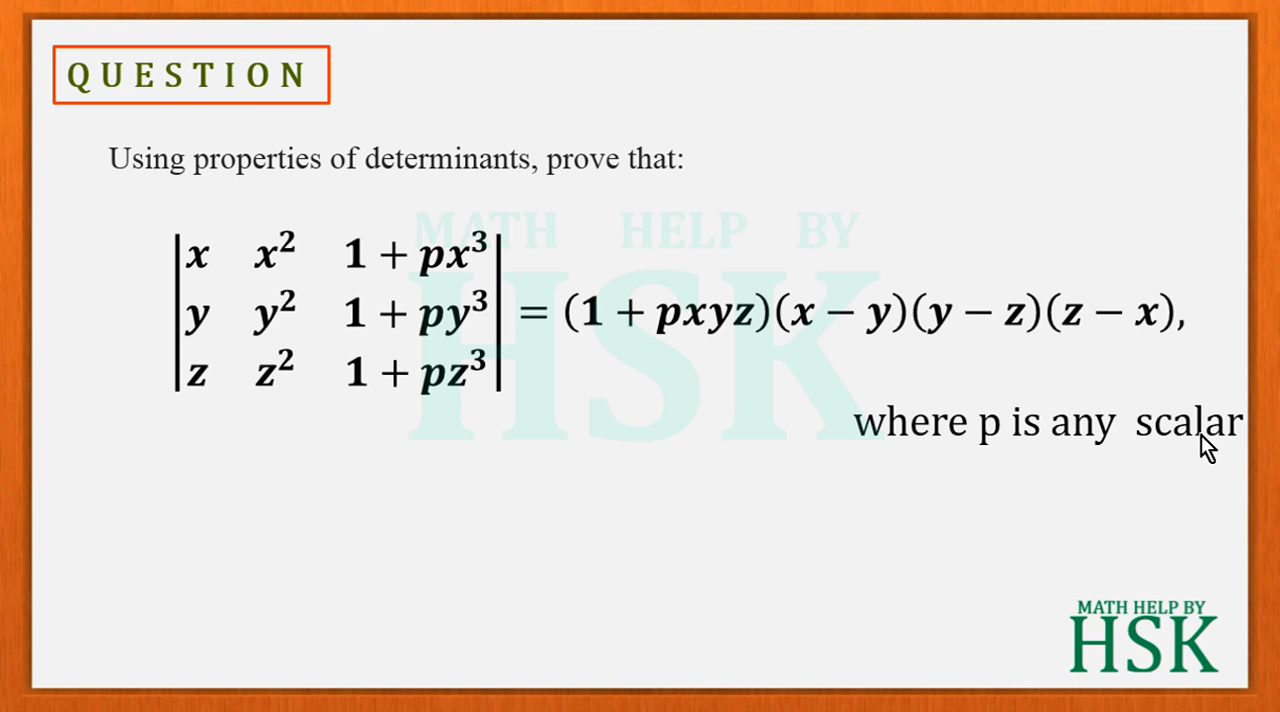 QUESTION
Using properties of determinants, prove that:
MATH HELP BY
HSK
|x x² 1 + px³|
|y y² 1 + py³| = (1 + pxyz)(x − y)(y − z)(z − x),
|z z² 1 + pz³|
where p is any scalar
MATH HELP BY
HSK